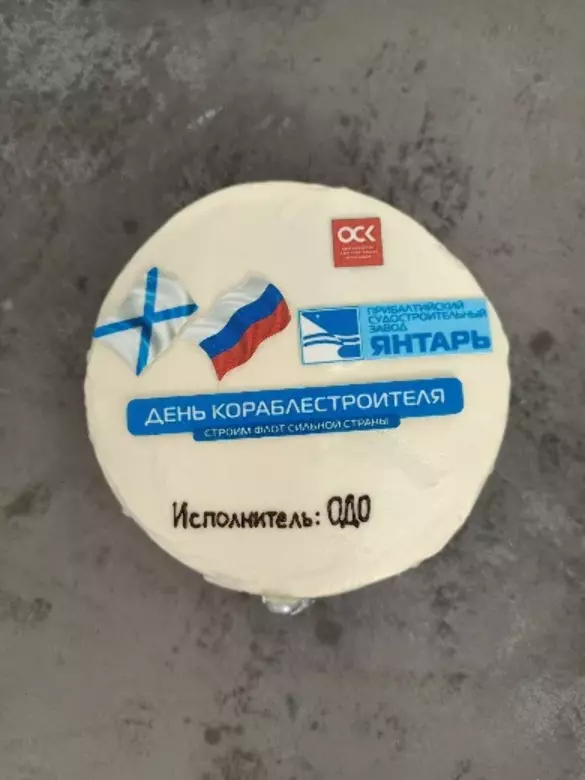 ОСК
ПРИБАЛТИЙСКИЙ
СУДОСТРОИТЕЛЬНЫЙ
ЗАВОД
ЯНТАРЬ
ДЕНЬ КОРАБЛЕСТРОИТЕЛЯ
СТРОИМ ФЛОТ СИЛЬНОЙ СТРАНЫ
Исполнитель: ОДО